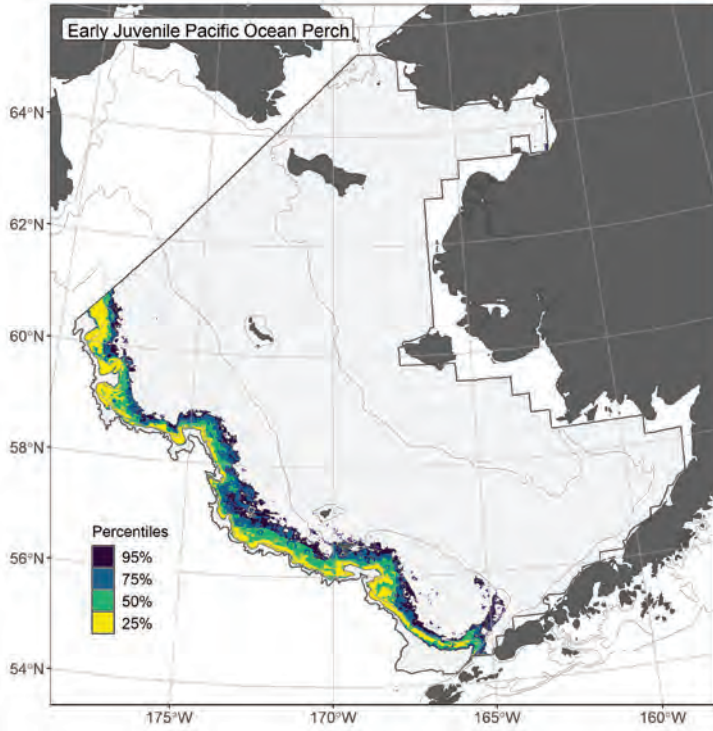 Early Juvenile Pacific Ocean Perch
64°N
62°N
60°N
58°N
56°N
54°N
Percentiles
95%
75%
50%
25%
175°W
170°W
165°W
160°W